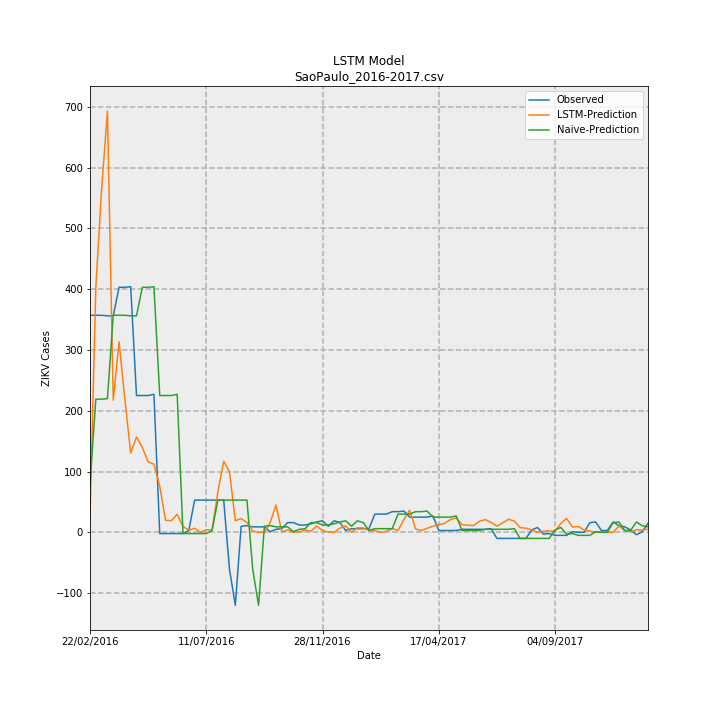 LSTM Model
SaoPaulo_2016-2017.csv
Observed
LSTM-Prediction
Naive-Prediction
700
600
500
400
300
200
100
0
−100
ZIKV Cases
22/02/2016
11/07/2016
28/11/2016
17/04/2017
04/09/2017
Date